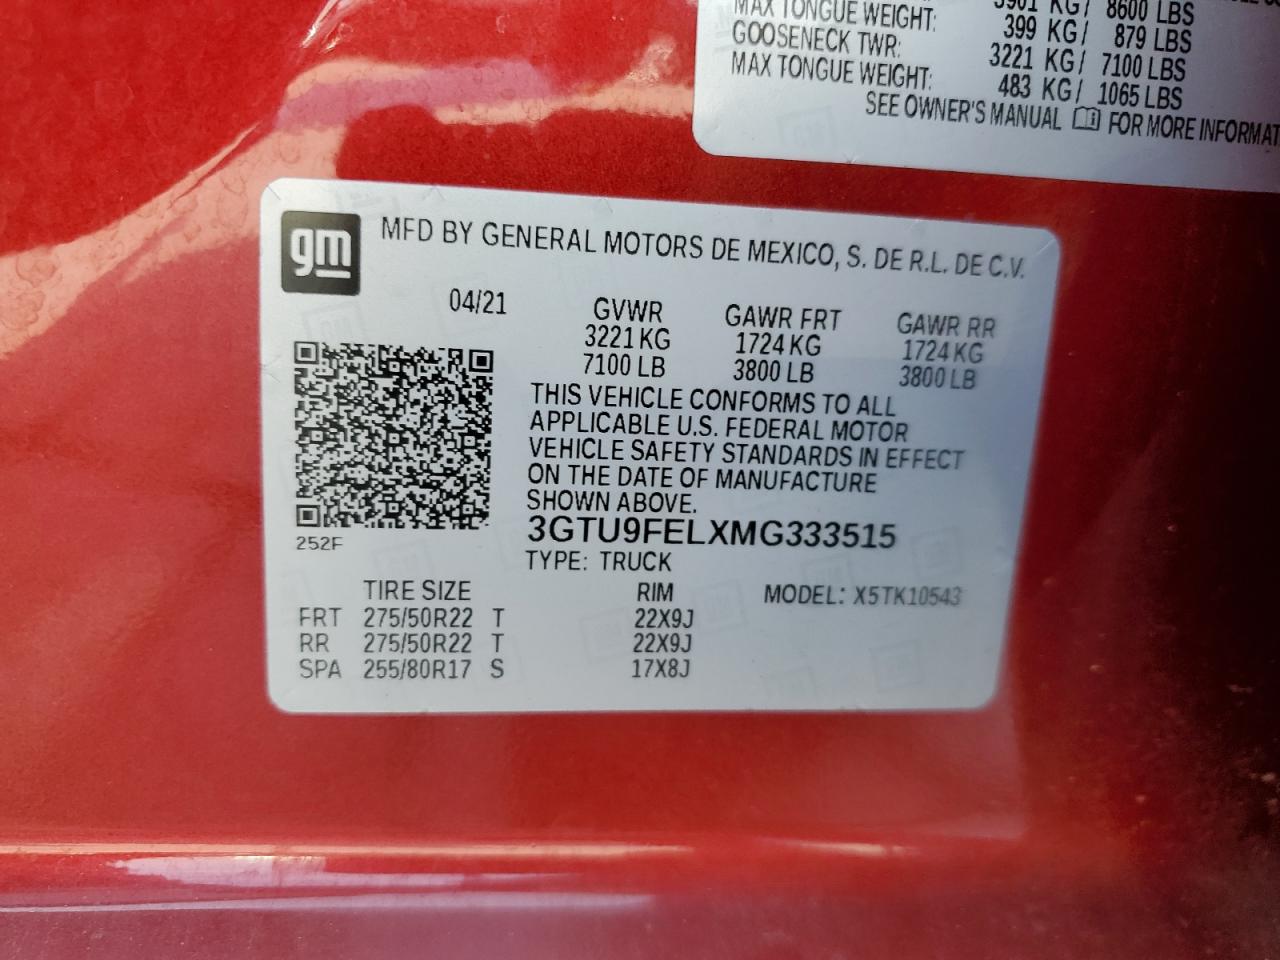 MAX TONGUE WEIGHT: 399 KG/ 879 LBS
GOOSENECK TWR: 3221 KG/ 7100 LBS
MAX TONGUE WEIGHT: 483 KG/ 1065 LBS
SEE OWNER'S MANUAL FOR MORE
gm
MFD BY GENERAL MOTORS DE MEXICO, S. DE R.L. DE C.V.
04/21 GVWR GAWR FRT GAWR RR
3221 KG 1724 KG 1724 KG
7100 LB 3800 LB 3800 LB
THIS VEHICLE CONFORMS TO ALL
APPLICABLE U.S. FEDERAL MOTOR
VEHICLE SAFETY STANDARDS IN EFFECT
ON THE DATE OF MANUFACTURE
SHOWN ABOVE.
3GTU9FELXMG333515
252F
TYPE: TRUCK
TIRE SIZE RIM MODEL: X5TK10543
FRT 275/50R22 T 22X9J
RR 275/50R22 T 22X9J
SPA 255/80R17 S 17X8J